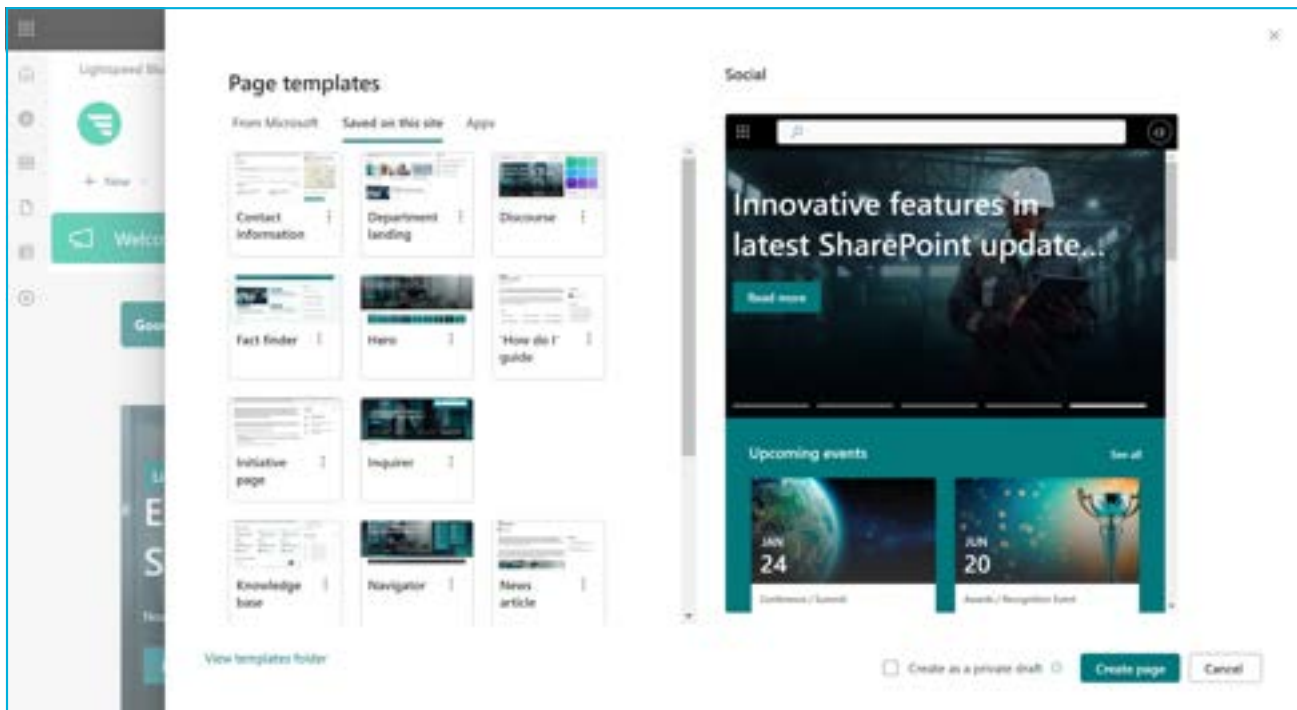 Lightspeed
+ New
Page templates
From Microsoft
Saved on this site
Apps
Contact
information
Department
landing
Discourse
Fact finder
Hero
'How do I'
guide
Initiative
page
Inquirer
Knowledge
base
Navigator
News
article
View templates folder
Social
Innovative features in
latest SharePoint update...
Read more
Upcoming events
See all
JAN
24
Conference / Summit
JUN
20
Awards / Recognition Event
Create as a private draft
Create page
Cancel